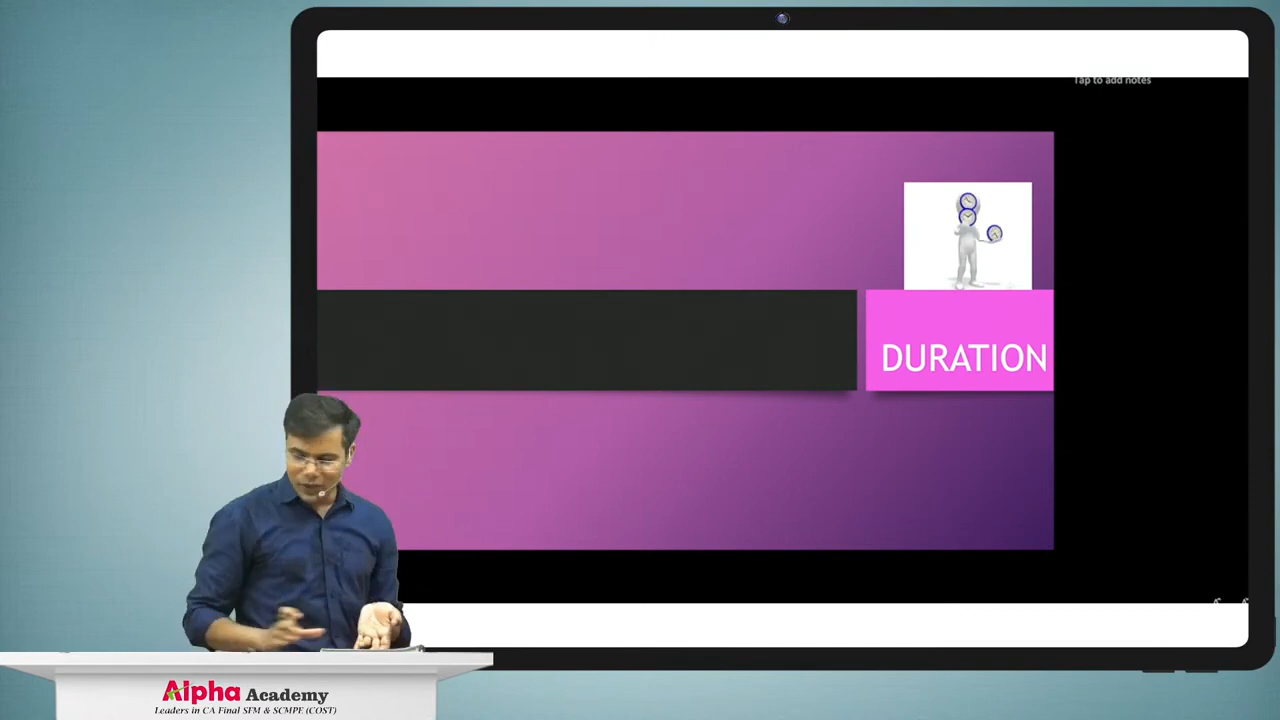 Tap to add notes
DURATION
Alpha Academy
Leaders in CA Final SFM & SCMPE (COST)